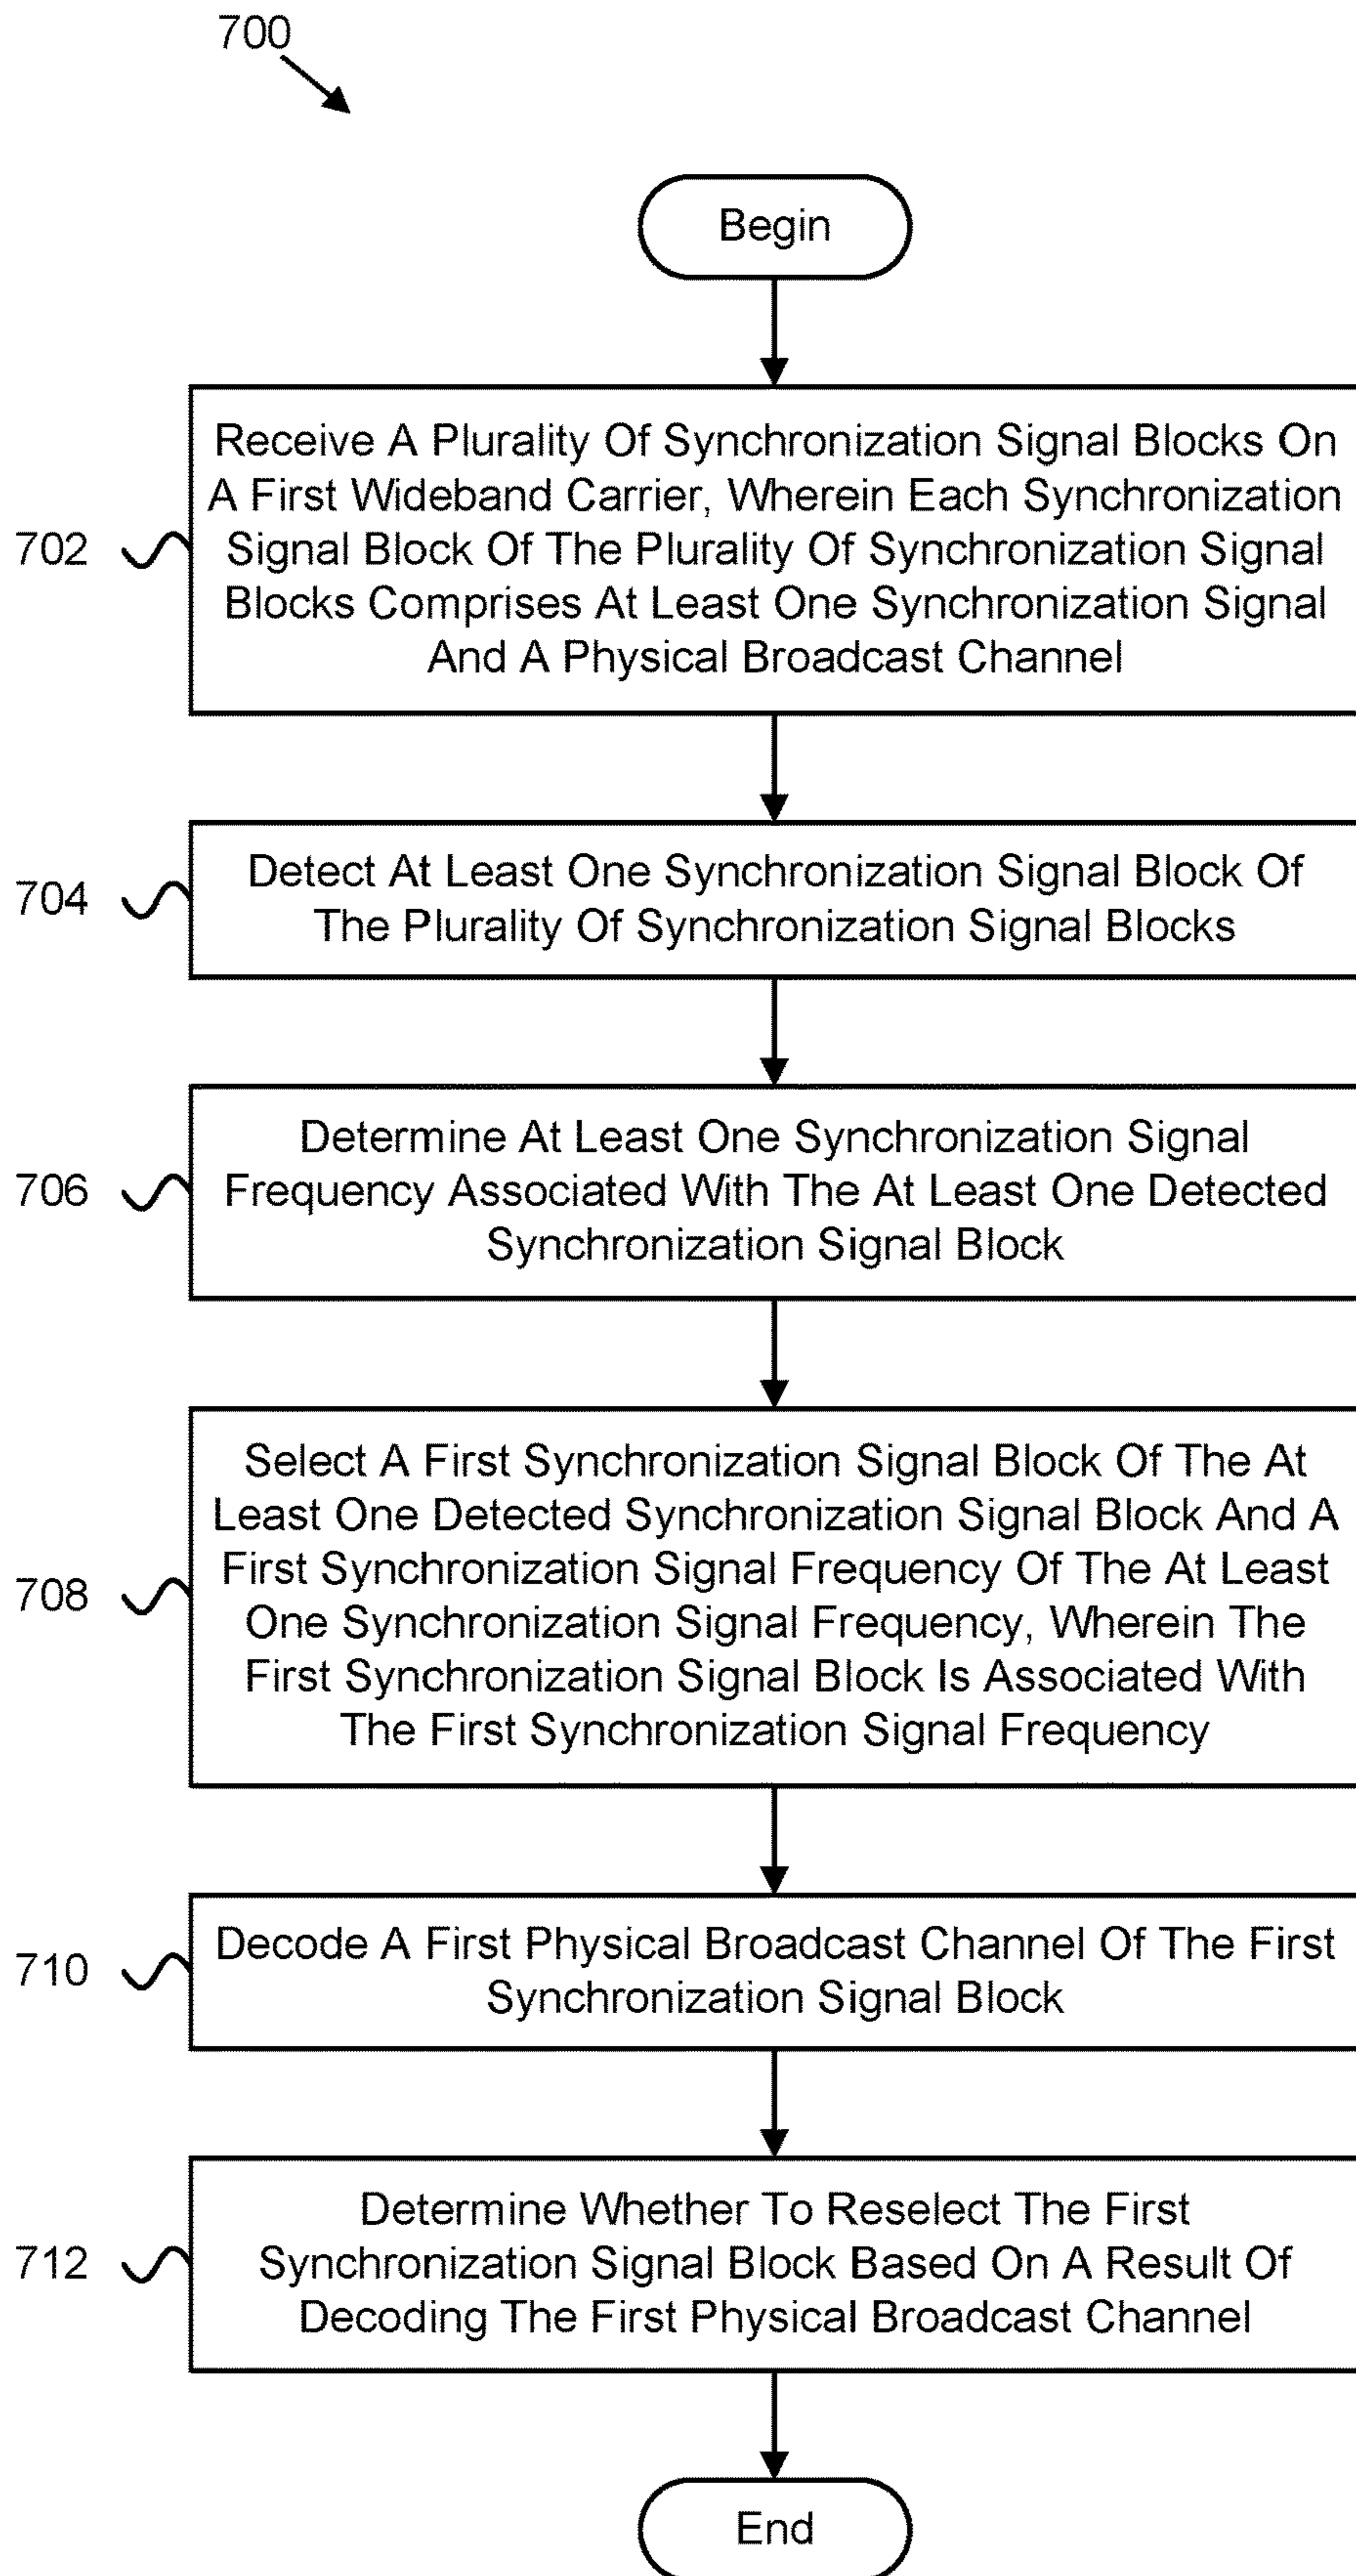 700
Begin
Receive A Plurality Of Synchronization Signal Blocks On
A First Wideband Carrier, Wherein Each Synchronization
Signal Block Of The Plurality Of Synchronization Signal
Blocks Comprises At Least One Synchronization Signal
And A Physical Broadcast Channel
702
Detect At Least One Synchronization Signal Block Of
The Plurality Of Synchronization Signal Blocks
704
Determine At Least One Synchronization Signal
Frequency Associated With The At Least One Detected
Synchronization Signal Block
706
Select A First Synchronization Signal Block Of The At
Least One Detected Synchronization Signal Block And A
First Synchronization Signal Frequency Of The At Least
One Synchronization Signal Frequency, Wherein The
First Synchronization Signal Block Is Associated With
The First Synchronization Signal Frequency
708
Decode A First Physical Broadcast Channel Of The First
Synchronization Signal Block
710
Determine Whether To Reselect The First
Synchronization Signal Block Based On A Result Of
Decoding The First Physical Broadcast Channel
712
End